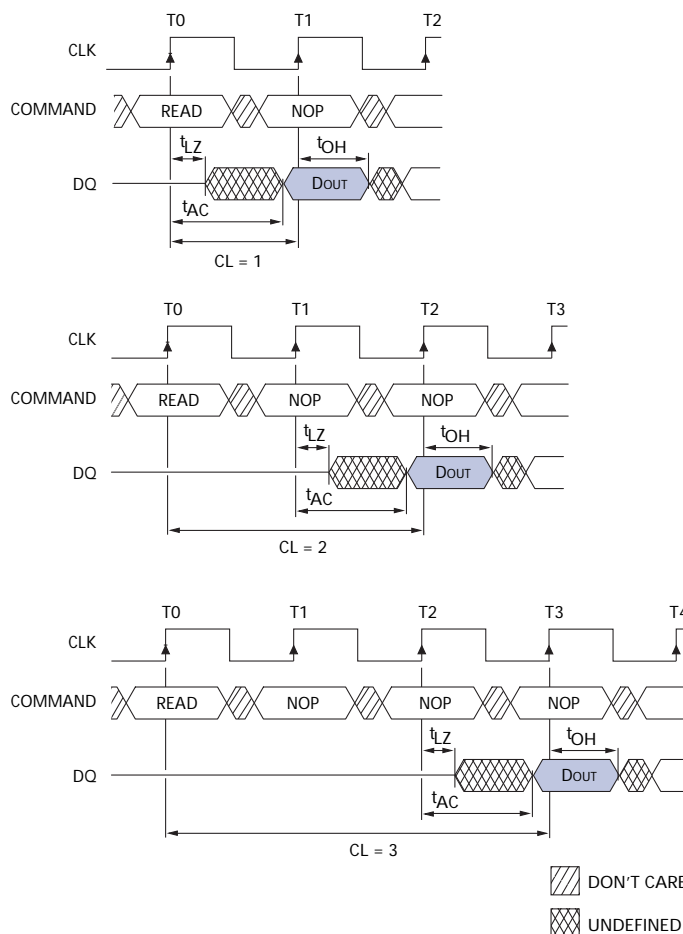 T0 T1 T2
CLK
COMMAND READ NOP
tLZ tOH
DQ DOUT
tAC
CL = 1
T0 T1 T2 T3
CLK
COMMAND READ NOP NOP
tLZ tOH
DQ DOUT
tAC
CL = 2
T0 T1 T2 T3 T4
CLK
COMMAND READ NOP NOP NOP
tLZ tOH
DQ DOUT
tAC
CL = 3
DON'T CARE
UNDEFINED